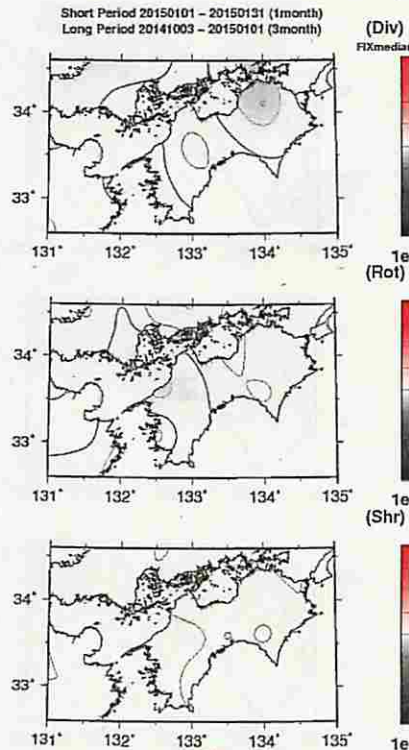 Short Period 20150101 – 20150131 (1month)
Long Period 20141003 – 20150101 (3month)
(Div)
FIXmedian
34˚
33˚
131˚ 132˚ 133˚ 134˚ 135˚
1e
(Rot)
34˚
33˚
131˚ 132˚ 133˚ 134˚ 135˚
1e
(Shr)
34˚
33˚
131˚ 132˚ 133˚ 134˚ 135˚
1e